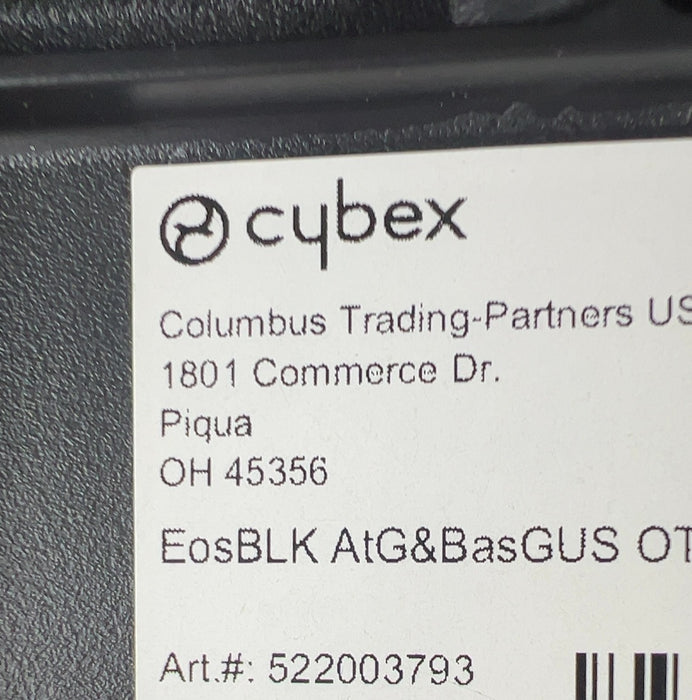 cybex
Columbus Trading-Partners US
1801 Commerce Dr.
Piqua
OH 45356
EosBLK AtG&BasGUS OT
Art.#: 522003793